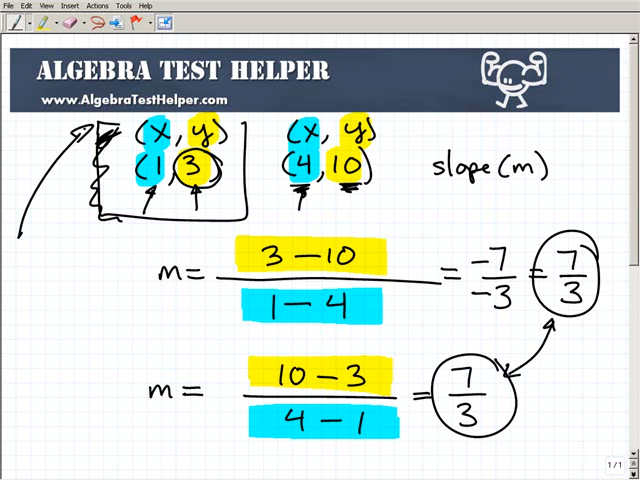 File Edit Insert Actions Tools Help
ALGEBRA TEST HELPER
www.AlgebraTestHelper.com
(x, y) (x, y)
(1, 3) (4, 10) slope (m)
m = 3 − 10 / 1 − 4 = −7 / −3 = 7 / 3
m = 10 − 3 / 4 − 1 = 7 / 3
1/1